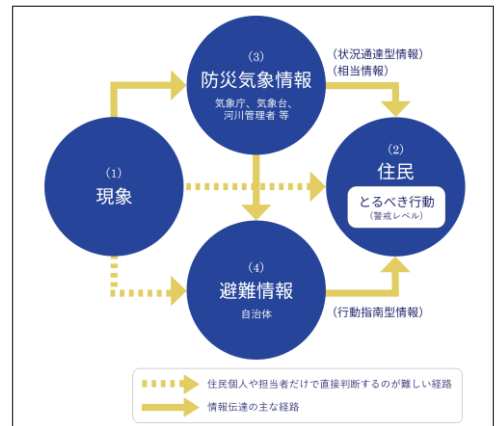 (3)
防災気象情報
気象庁、気象台、
河川管理者 等
(状況通達型情報)
(相当情報)
(1)
現象
(2)
住民
とるべき行動
(警戒レベル)
(4)
避難情報
自治体
(行動指南型情報)
住民個人や担当者だけで直接判断するのが難しい経路
情報伝達の主な経路